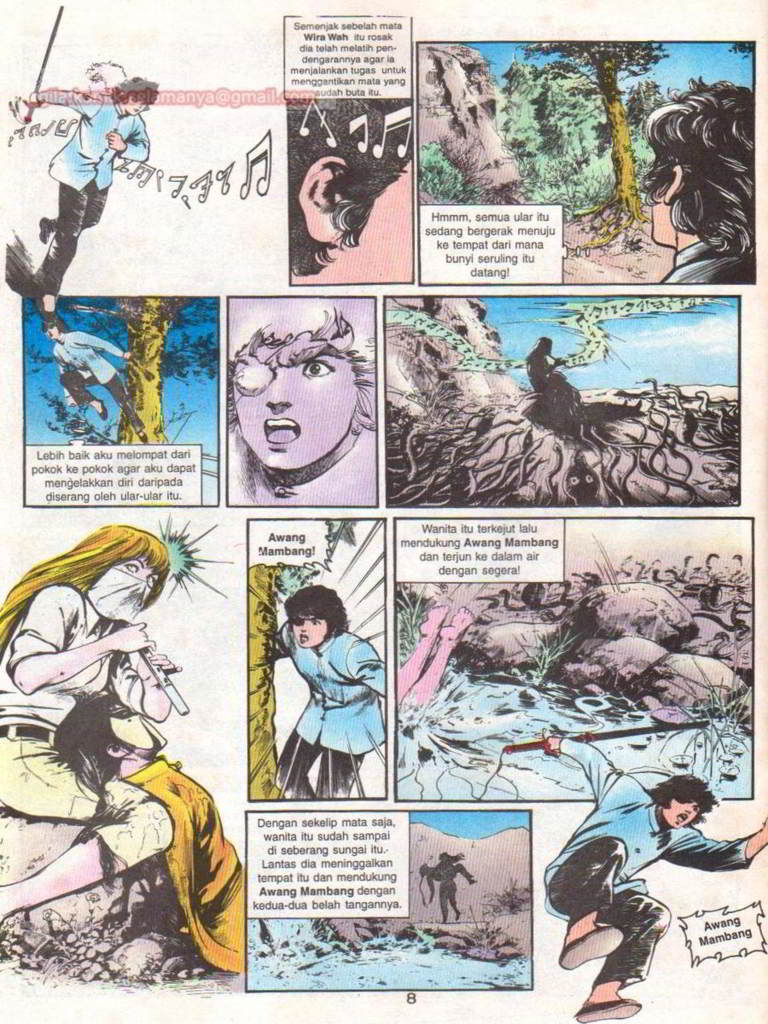 Semenjak sebelah mata
Wira Wah itu rosak
dia telah melatih pen-
dengarannya agar ia
menjalankan tugas untuk
menggantikan mata yang
sudah buta itu.
Hmmm, semua ular itu
sedang bergerak menuju
ke tempat dari mana
bunyi seruling itu
datang!
Lebih baik aku melompat dari
pokok ke pokok agar aku dapat
mengelakkan diri daripada
diserang oleh ular-ular itu.
Awang
Mambang!
Wanita itu terkejut lalu
mendukung Awang Mambang
dan terjun ke dalam air
dengan segera!
Dengan sekelip mata saja,
wanita itu sudah sampai
di seberang sungai itu.
Lantas dia meninggalkan
tempat itu dan mendukung
Awang Mambang dengan
kedua-dua belah tangannya.
Awang
Mambang
8